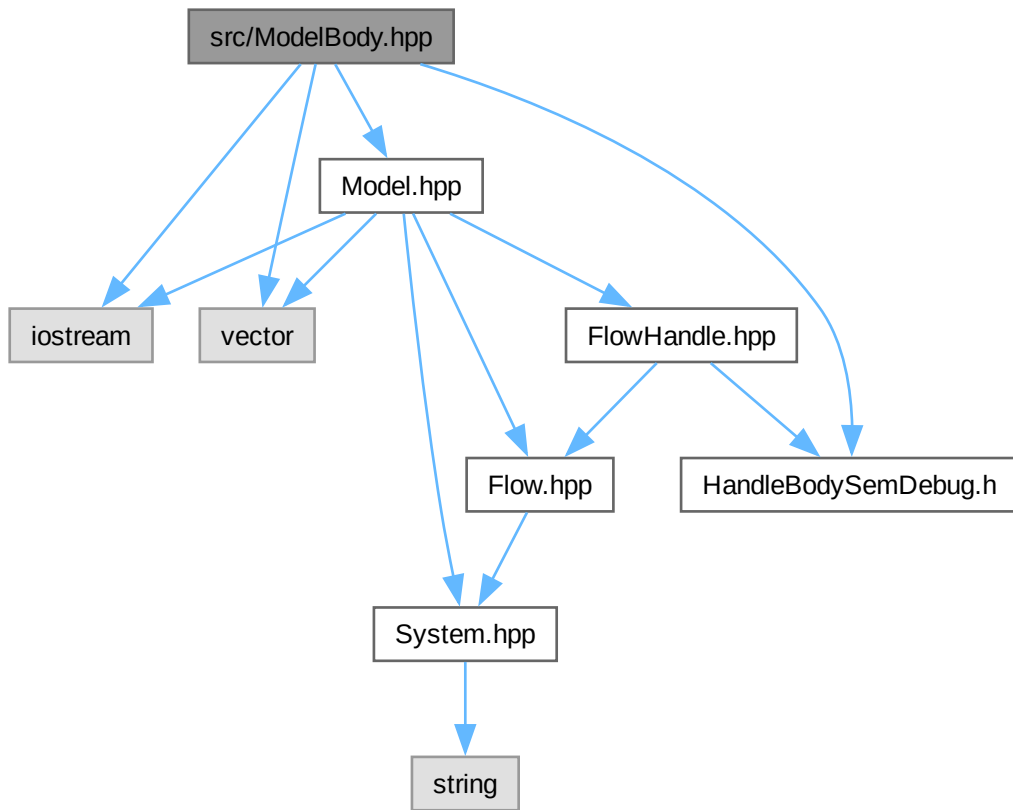 src/ModelBody.hpp
Model.hpp
iostream
vector
FlowHandle.hpp
Flow.hpp
HandleBodySemDebug.h
System.hpp
string